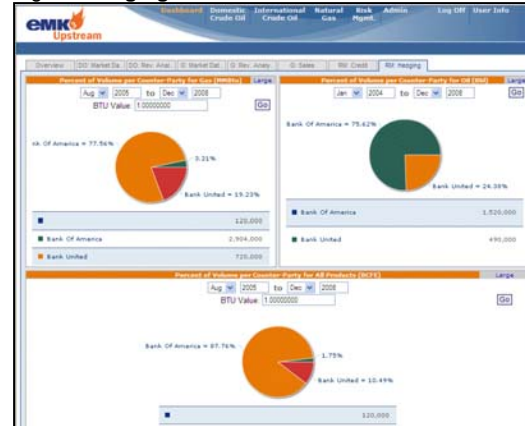 eMK
Upstream
Dashboard Domestic Crude Oil International Crude Oil Natural Gas Risk Mgmt. Admin Log Off User Info
Overview DO: Market Da.. DO: Rev. Anal.. G: Market Dat.. G: Rev. Analy.. G: Sales RM: Credit RM: Hedging
Percent of Volume per Counter-Party for Gas (MMBtu) Large
Aug 2005 to Dec 2008
BTU Value: 1.00000000 Go
nk Of America = 77.56%
3.21%
Bank United = 19.23%
120,000
Bank Of America 2,904,000
Bank United 720,000
Percent of Volume per Counter-Party for Oil (Bbl) Large
Jan 2004 to Dec 2008 Go
Bank Of America = 75.62%
Bank United = 24.38%
Bank Of America 1,520,000
Bank United 490,000
Percent of Volume per Counter-Party for All Products (BCFE) Large
Aug 2005 to Dec 2008
BTU Value: 1.00000000 Go
Bank Of America = 87.76%
1.75%
Bank United = 10.49%
120,000